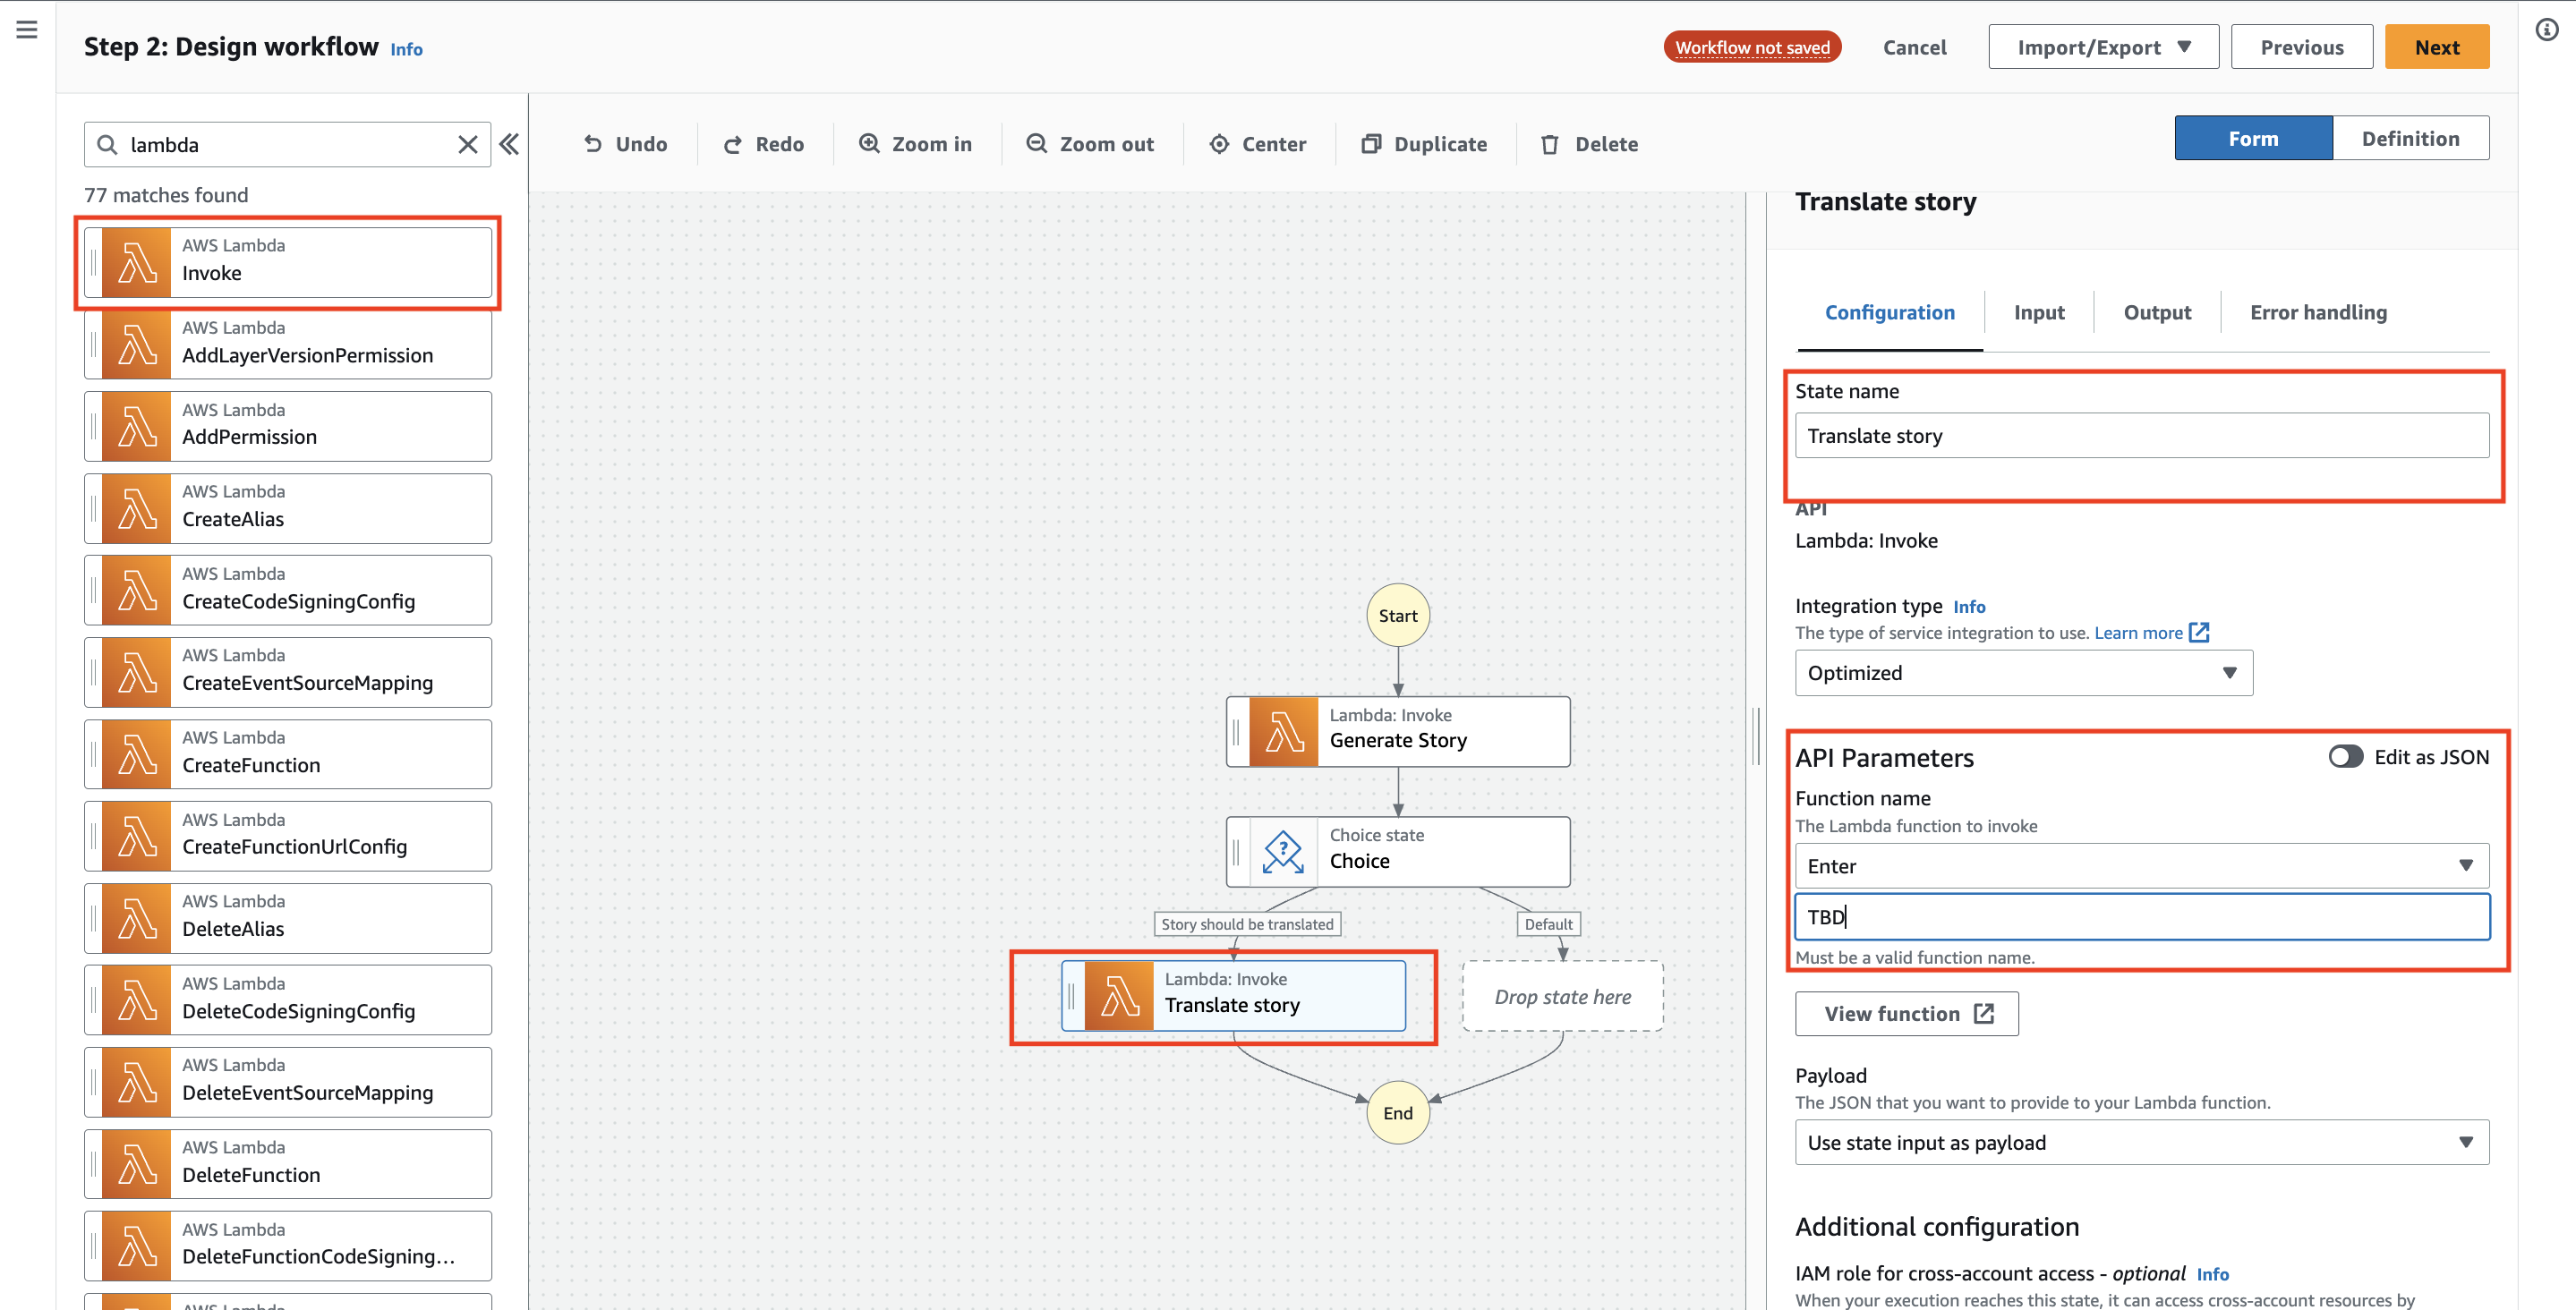 Step 2: Design workflow Info
Workflow not saved
Cancel
Import/Export
Previous
Next
lambda
77 matches found
AWS Lambda
Invoke
AWS Lambda
AddLayerVersionPermission
AWS Lambda
AddPermission
AWS Lambda
CreateAlias
AWS Lambda
CreateCodeSigningConfig
AWS Lambda
CreateEventSourceMapping
AWS Lambda
CreateFunction
AWS Lambda
CreateFunctionUrlConfig
AWS Lambda
DeleteAlias
AWS Lambda
DeleteCodeSigningConfig
AWS Lambda
DeleteEventSourceMapping
AWS Lambda
DeleteFunction
AWS Lambda
DeleteFunctionCodeSigning...
AWS Lambda
Undo
Redo
Zoom in
Zoom out
Center
Duplicate
Delete
Form
Definition
Start
Lambda: Invoke
Generate Story
?
Choice state
Choice
Story should be translated
Default
Lambda: Invoke
Translate story
Drop state here
End
Translate story
Configuration
Input
Output
Error handling
State name
Translate story
API
Lambda: Invoke
Integration type Info
The type of service integration to use. Learn more
Optimized
API Parameters
Edit as JSON
Function name
The Lambda function to invoke
Enter
TBD
Must be a valid function name.
View function
Payload
The JSON that you want to provide to your Lambda function.
Use state input as payload
Additional configuration
IAM role for cross-account access - optional Info
When your execution reaches this state, it can access cross-account resources by